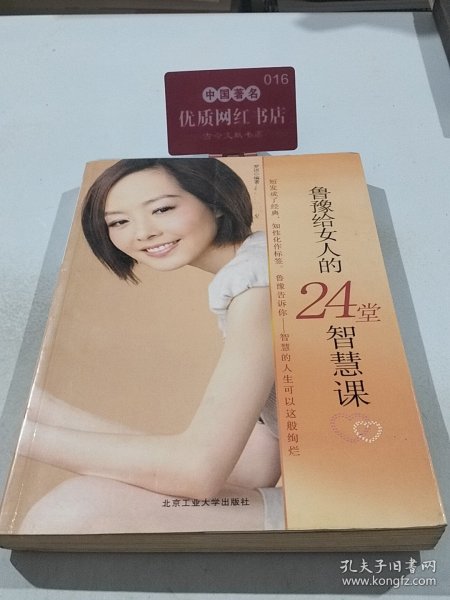 016
中国著名
优质网红书店
鲁豫给女人的
24堂
智慧课
短发成了经典，知性化作标签，鲁豫告诉你——智慧的人生可以这般绚烂
编著
北京工业大学出版社
孔夫子旧书网
www.kongfz.com